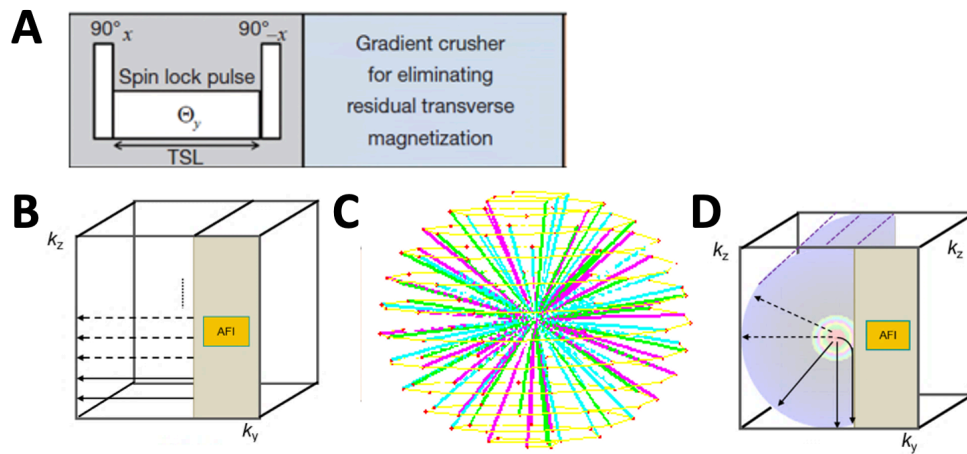 A
90°x
90°–x
Spin lock pulse
Θy
TSL
Gradient crusher
for eliminating
residual transverse
magnetization
B
kz
AFI
ky
C
D
kz
kz
AFI
ky